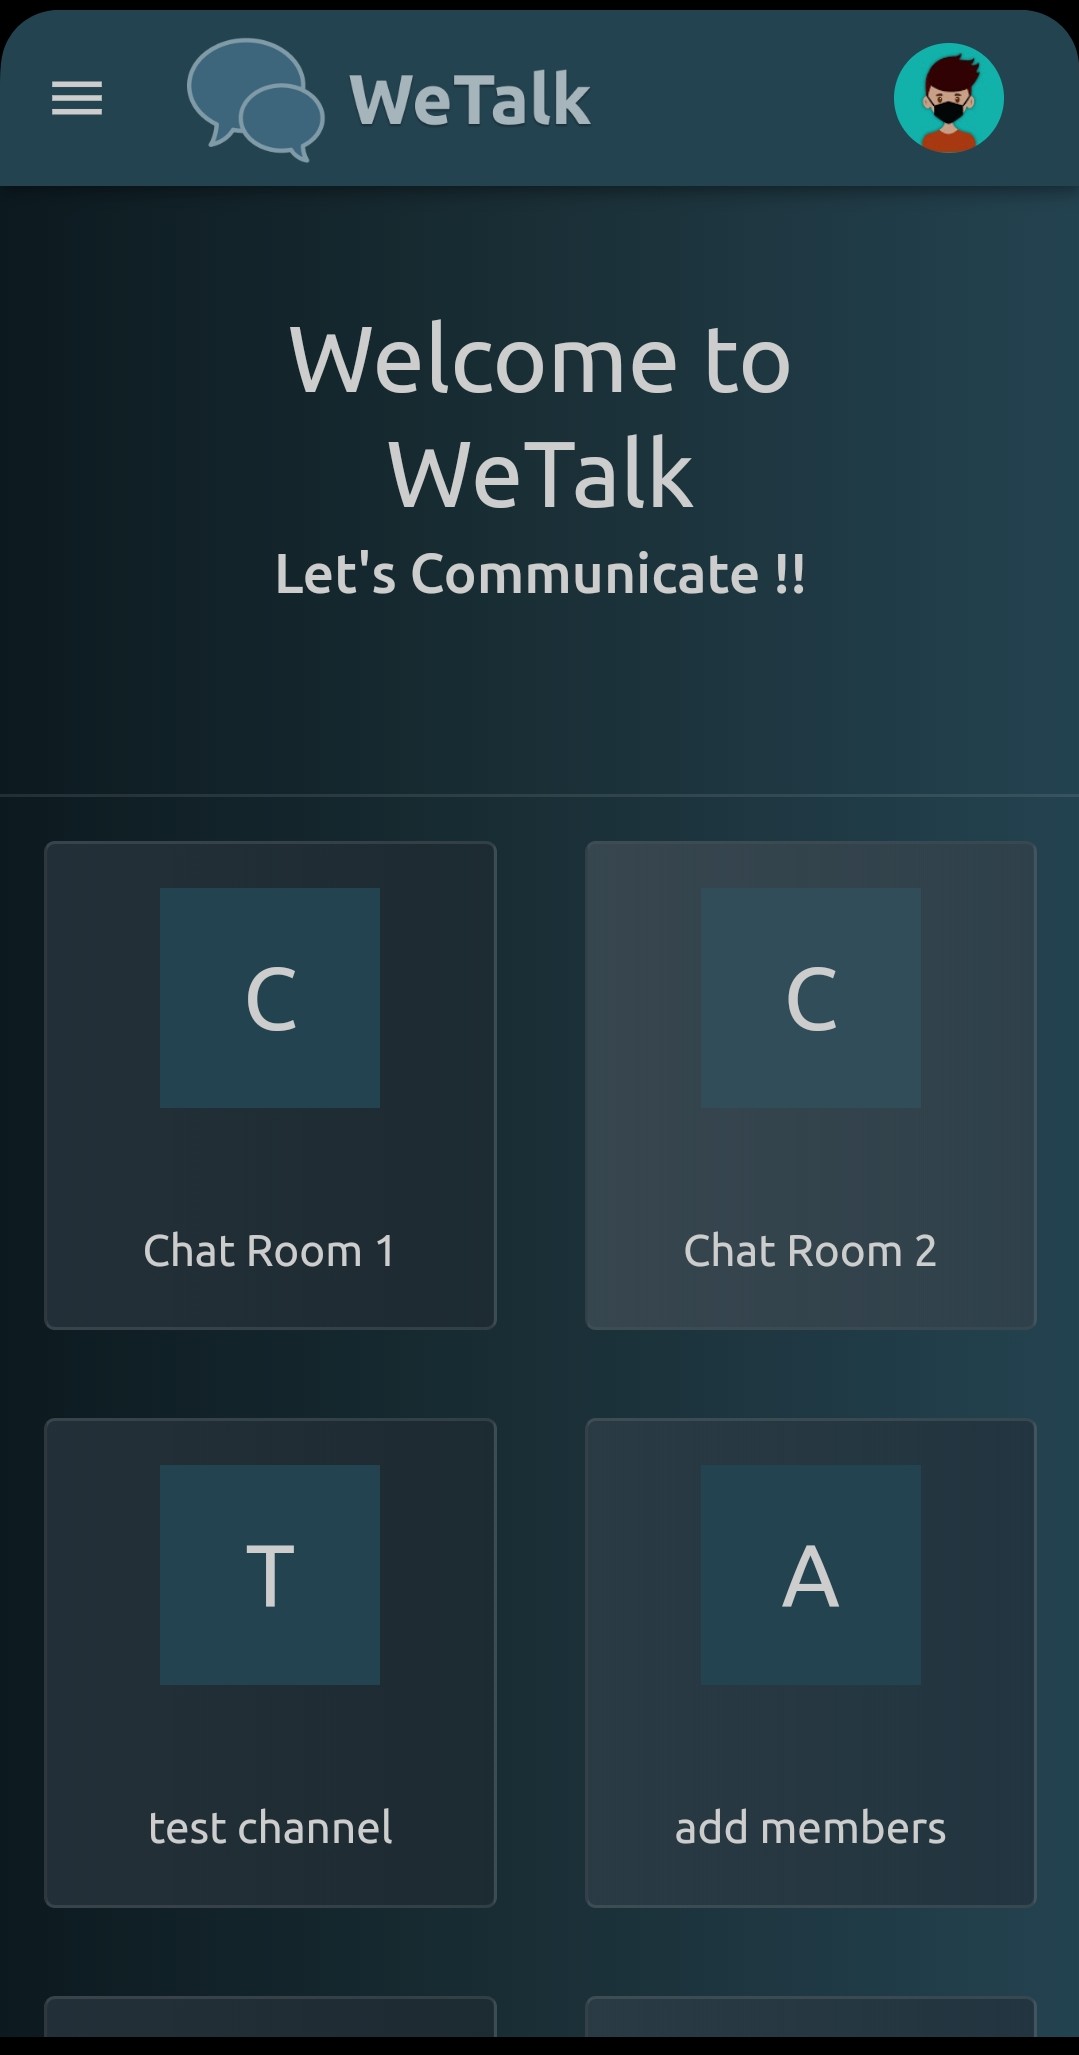 WeTalk
Welcome to
WeTalk
Let's Communicate !!
C
C
Chat Room 1
Chat Room 2
T
A
test channel
add members